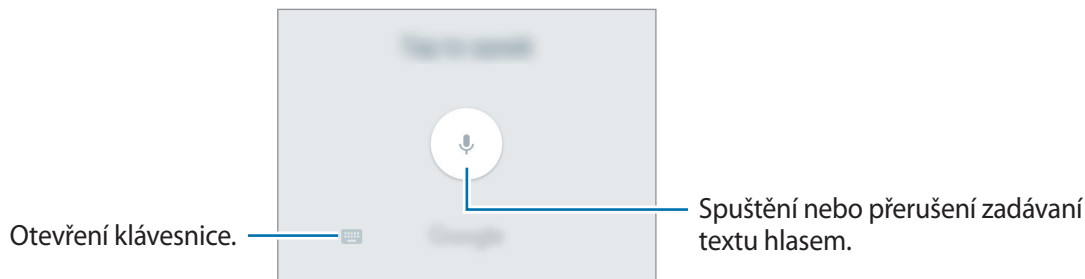 Otevření klávesnice.
Spuštění nebo přerušení zadávaní
textu hlasem.